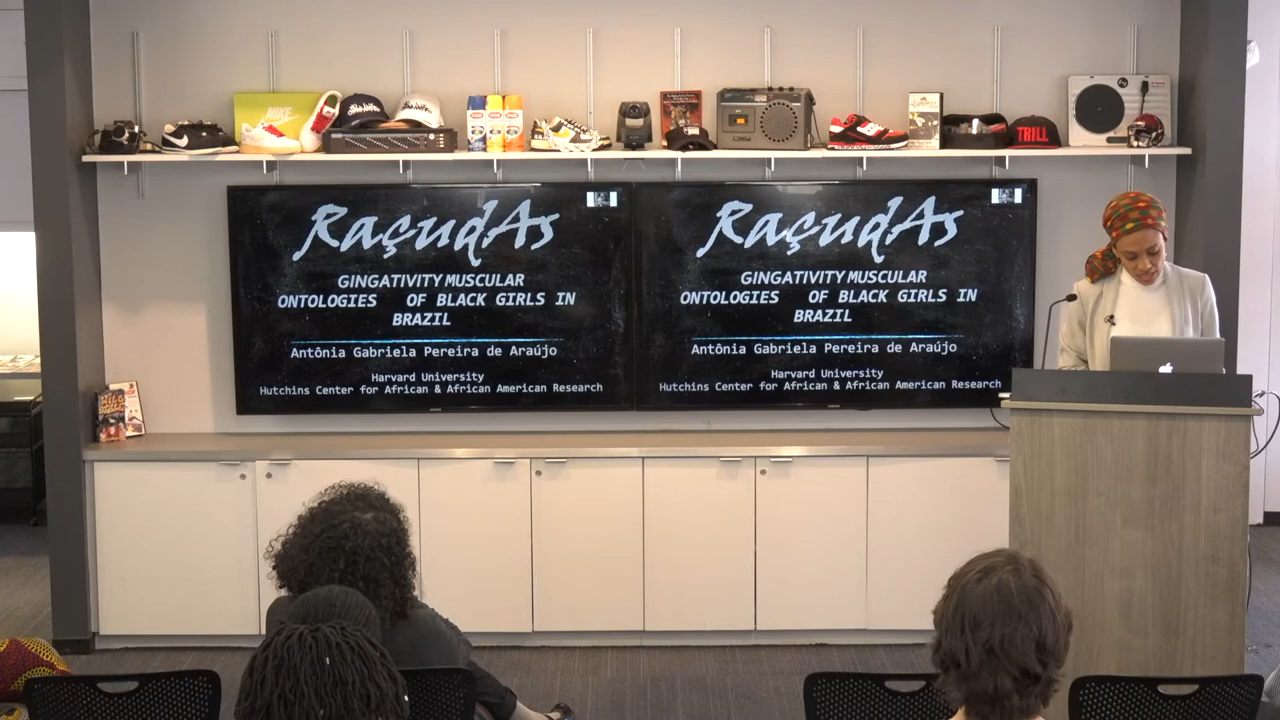 NIKE
TRILL
RaçudAs
GINGATIVITY MUSCULAR
ONTOLOGIES OF BLACK GIRLS IN
BRAZIL
Antônia Gabriela Pereira de Araújo
Harvard University
Hutchins Center for African & African American Research
RaçudAs
GINGATIVITY MUSCULAR
ONTOLOGIES OF BLACK GIRLS IN
BRAZIL
Antônia Gabriela Pereira de Araújo
Harvard University
Hutchins Center for African & African American Research